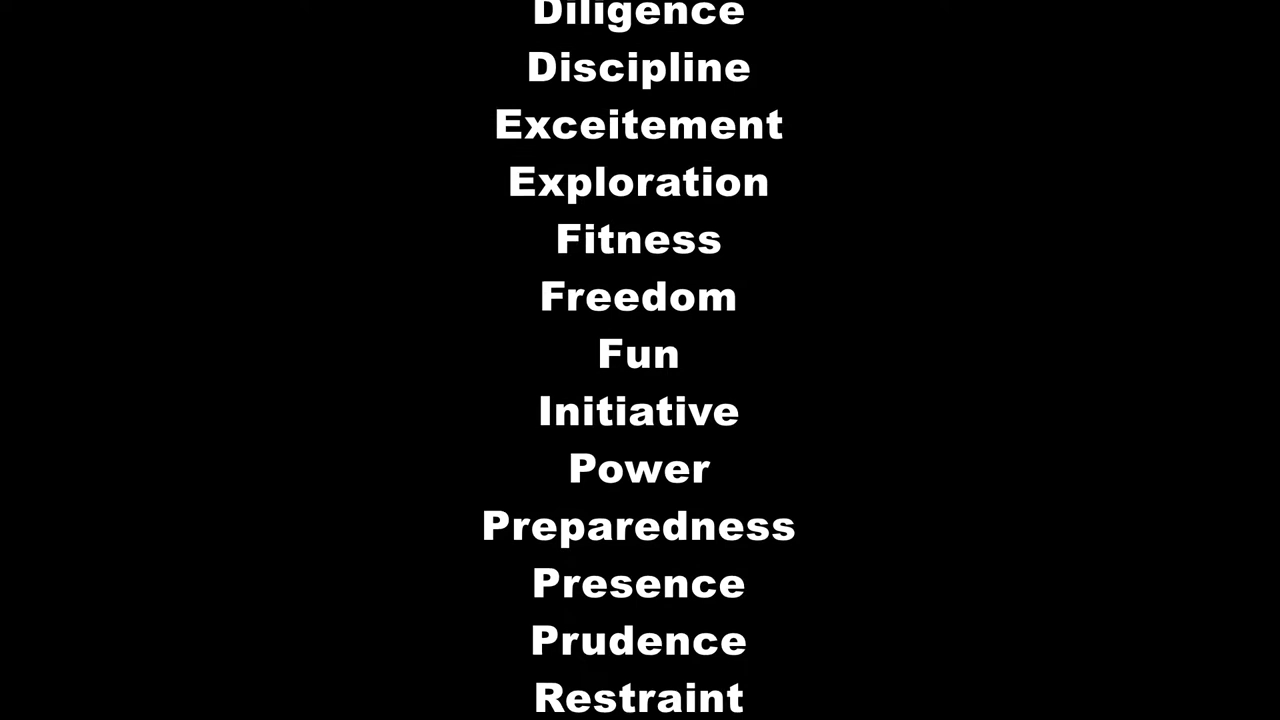 Diligence
Discipline
Exceitement
Exploration
Fitness
Freedom
Fun
Initiative
Power
Preparedness
Presence
Prudence
Restraint